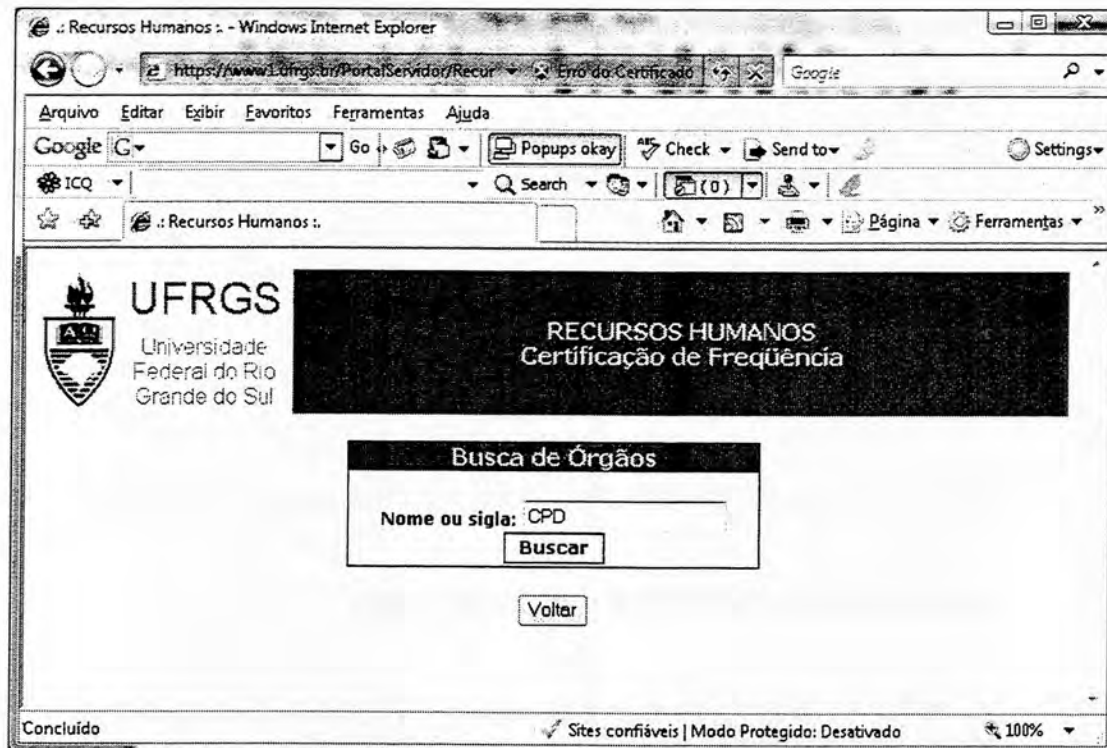 .: Recursos Humanos :. - Windows Internet Explorer
https://www1.ufrgs.br/PortalServidor/Recur Erro do Certificado Google
Arquivo Editar Exibir Favoritos Ferramentas Ajuda
Google G Go Popups okay ABC Check Send to Settings
ICQ Search (0)
.: Recursos Humanos :. Página Ferramentas »
UFRGS
Universidade
Federal do Rio
Grande do Sul
RECURSOS HUMANOS
Certificação de Freqüência
Busca de Órgãos
Nome ou sigla: CPD
Buscar
Voltar
Concluído Sites confiáveis | Modo Protegido: Desativado 100%